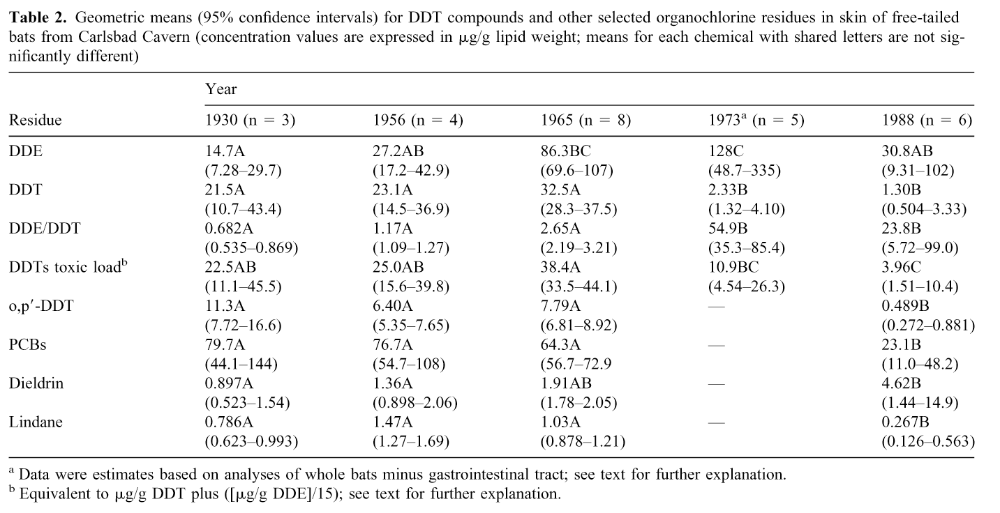 Table 2. Geometric means (95% confidence intervals) for DDT compounds and other selected organochlorine residues in skin of free-tailed
bats from Carlsbad Cavern (concentration values are expressed in μg/g lipid weight; means for each chemical with shared letters are not sig-
nificantly different)
Year
Residue 1930 (n = 3) 1956 (n = 4) 1965 (n = 8) 1973a (n = 5) 1988 (n = 6)
DDE 14.7A 27.2AB 86.3BC 128C 30.8AB
(7.28–29.7) (17.2–42.9) (69.6–107) (48.7–335) (9.31–102)
DDT 21.5A 23.1A 32.5A 2.33B 1.30B
(10.7–43.4) (14.5–36.9) (28.3–37.5) (1.32–4.10) (0.504–3.33)
DDE/DDT 0.682A 1.17A 2.65A 54.9B 23.8B
(0.535–0.869) (1.09–1.27) (2.19–3.21) (35.3–85.4) (5.72–99.0)
DDTs toxic loadb 22.5AB 25.0AB 38.4A 10.9BC 3.96C
(11.1–45.5) (15.6–39.8) (33.5–44.1) (4.54–26.3) (1.51–10.4)
o,p′-DDT 11.3A 6.40A 7.79A — 0.489B
(7.72–16.6) (5.35–7.65) (6.81–8.92) (0.272–0.881)
PCBs 79.7A 76.7A 64.3A — 23.1B
(44.1–144) (54.7–108) (56.7–72.9 (11.0–48.2)
Dieldrin 0.897A 1.36A 1.91AB — 4.62B
(0.523–1.54) (0.898–2.06) (1.78–2.05) (1.44–14.9)
Lindane 0.786A 1.47A 1.03A — 0.267B
(0.623–0.993) (1.27–1.69) (0.878–1.21) (0.126–0.563)
a Data were estimates based on analyses of whole bats minus gastrointestinal tract; see text for further explanation.
b Equivalent to μg/g DDT plus ([μg/g DDE]/15); see text for further explanation.